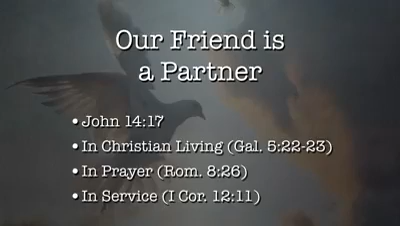 Our Friend is
a Partner
• John 14:17
• In Christian Living (Gal. 5:22-23)
• In Prayer (Rom. 8:26)
• In Service (I Cor. 12:11)